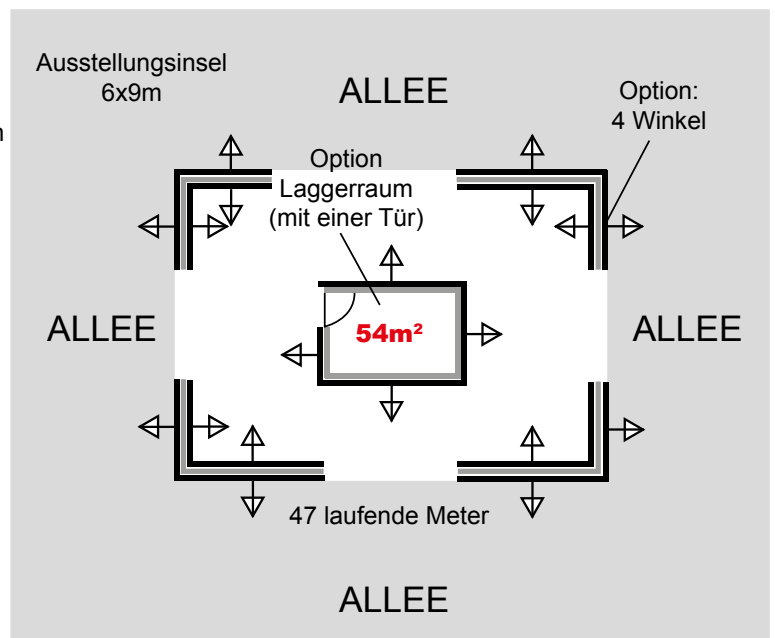 Ausstellungsinsel
6x9m
ALLEE
Option:
4 Winkel
n
Option
Laggerraum
(mit einer Tür)
ALLEE
54m²
ALLEE
47 laufende Meter
ALLEE